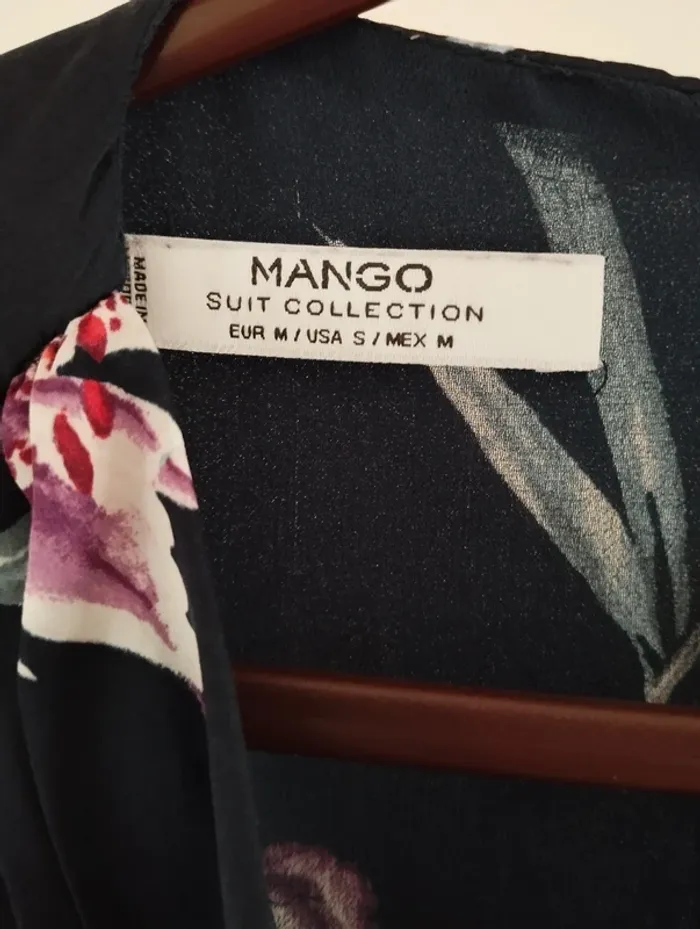 MANGO
SUIT COLLECTION
EUR M / USA S / MEX M
MADE IN